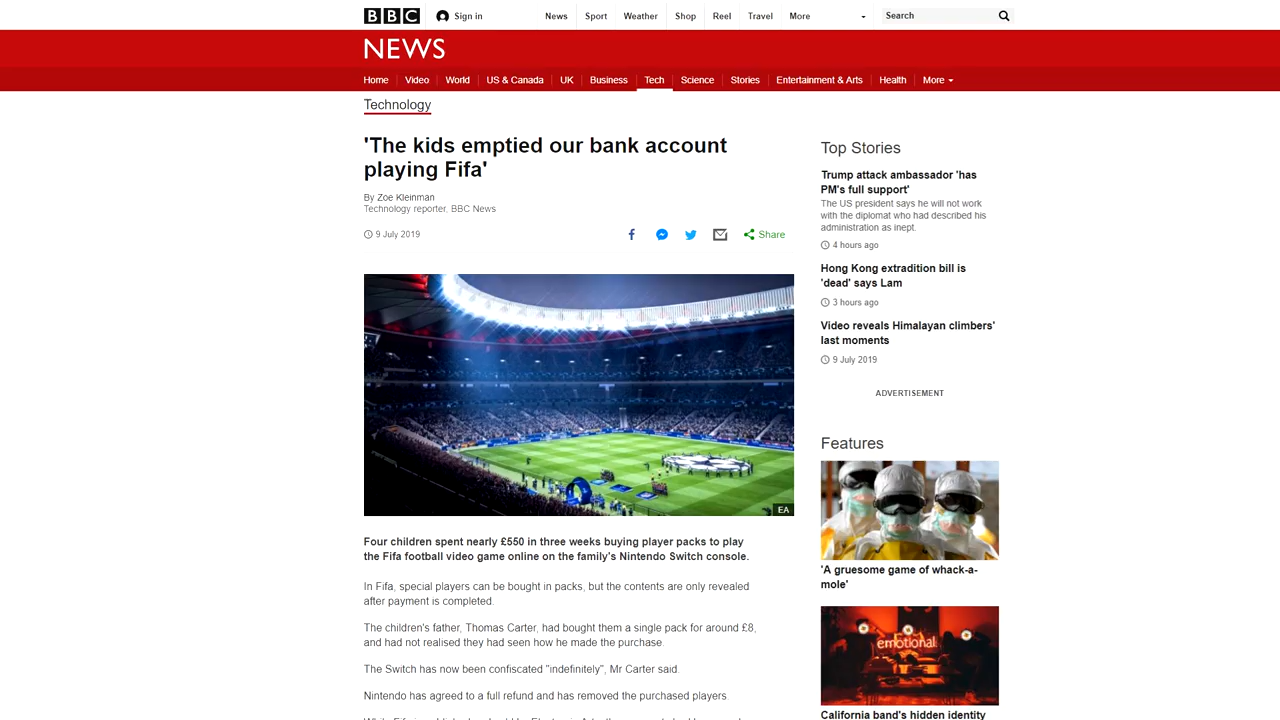 BBC
Sign in
News
Sport
Weather
Shop
Reel
Travel
More
Search
NEWS
Home
Video
World
US & Canada
UK
Business
Tech
Science
Stories
Entertainment & Arts
Health
More
Technology
'The kids emptied our bank account
playing Fifa'
By Zoe Kleinman
Technology reporter, BBC News
9 July 2019
Share
EA
Four children spent nearly £550 in three weeks buying player packs to play
the Fifa football video game online on the family's Nintendo Switch console.
In Fifa, special players can be bought in packs, but the contents are only revealed
after payment is completed.
The children's father, Thomas Carter, had bought them a single pack for around £8,
and had not realised they had seen how he made the purchase.
The Switch has now been confiscated "indefinitely", Mr Carter said.
Nintendo has agreed to a full refund and has removed the purchased players.
Top Stories
Trump attack ambassador 'has
PM's full support'
The US president says he will not work
with the diplomat who had described his
administration as inept.
4 hours ago
Hong Kong extradition bill is
'dead' says Lam
3 hours ago
Video reveals Himalayan climbers'
last moments
9 July 2019
ADVERTISEMENT
Features
'A gruesome game of whack-a-
mole'
emotional
California band's hidden identity